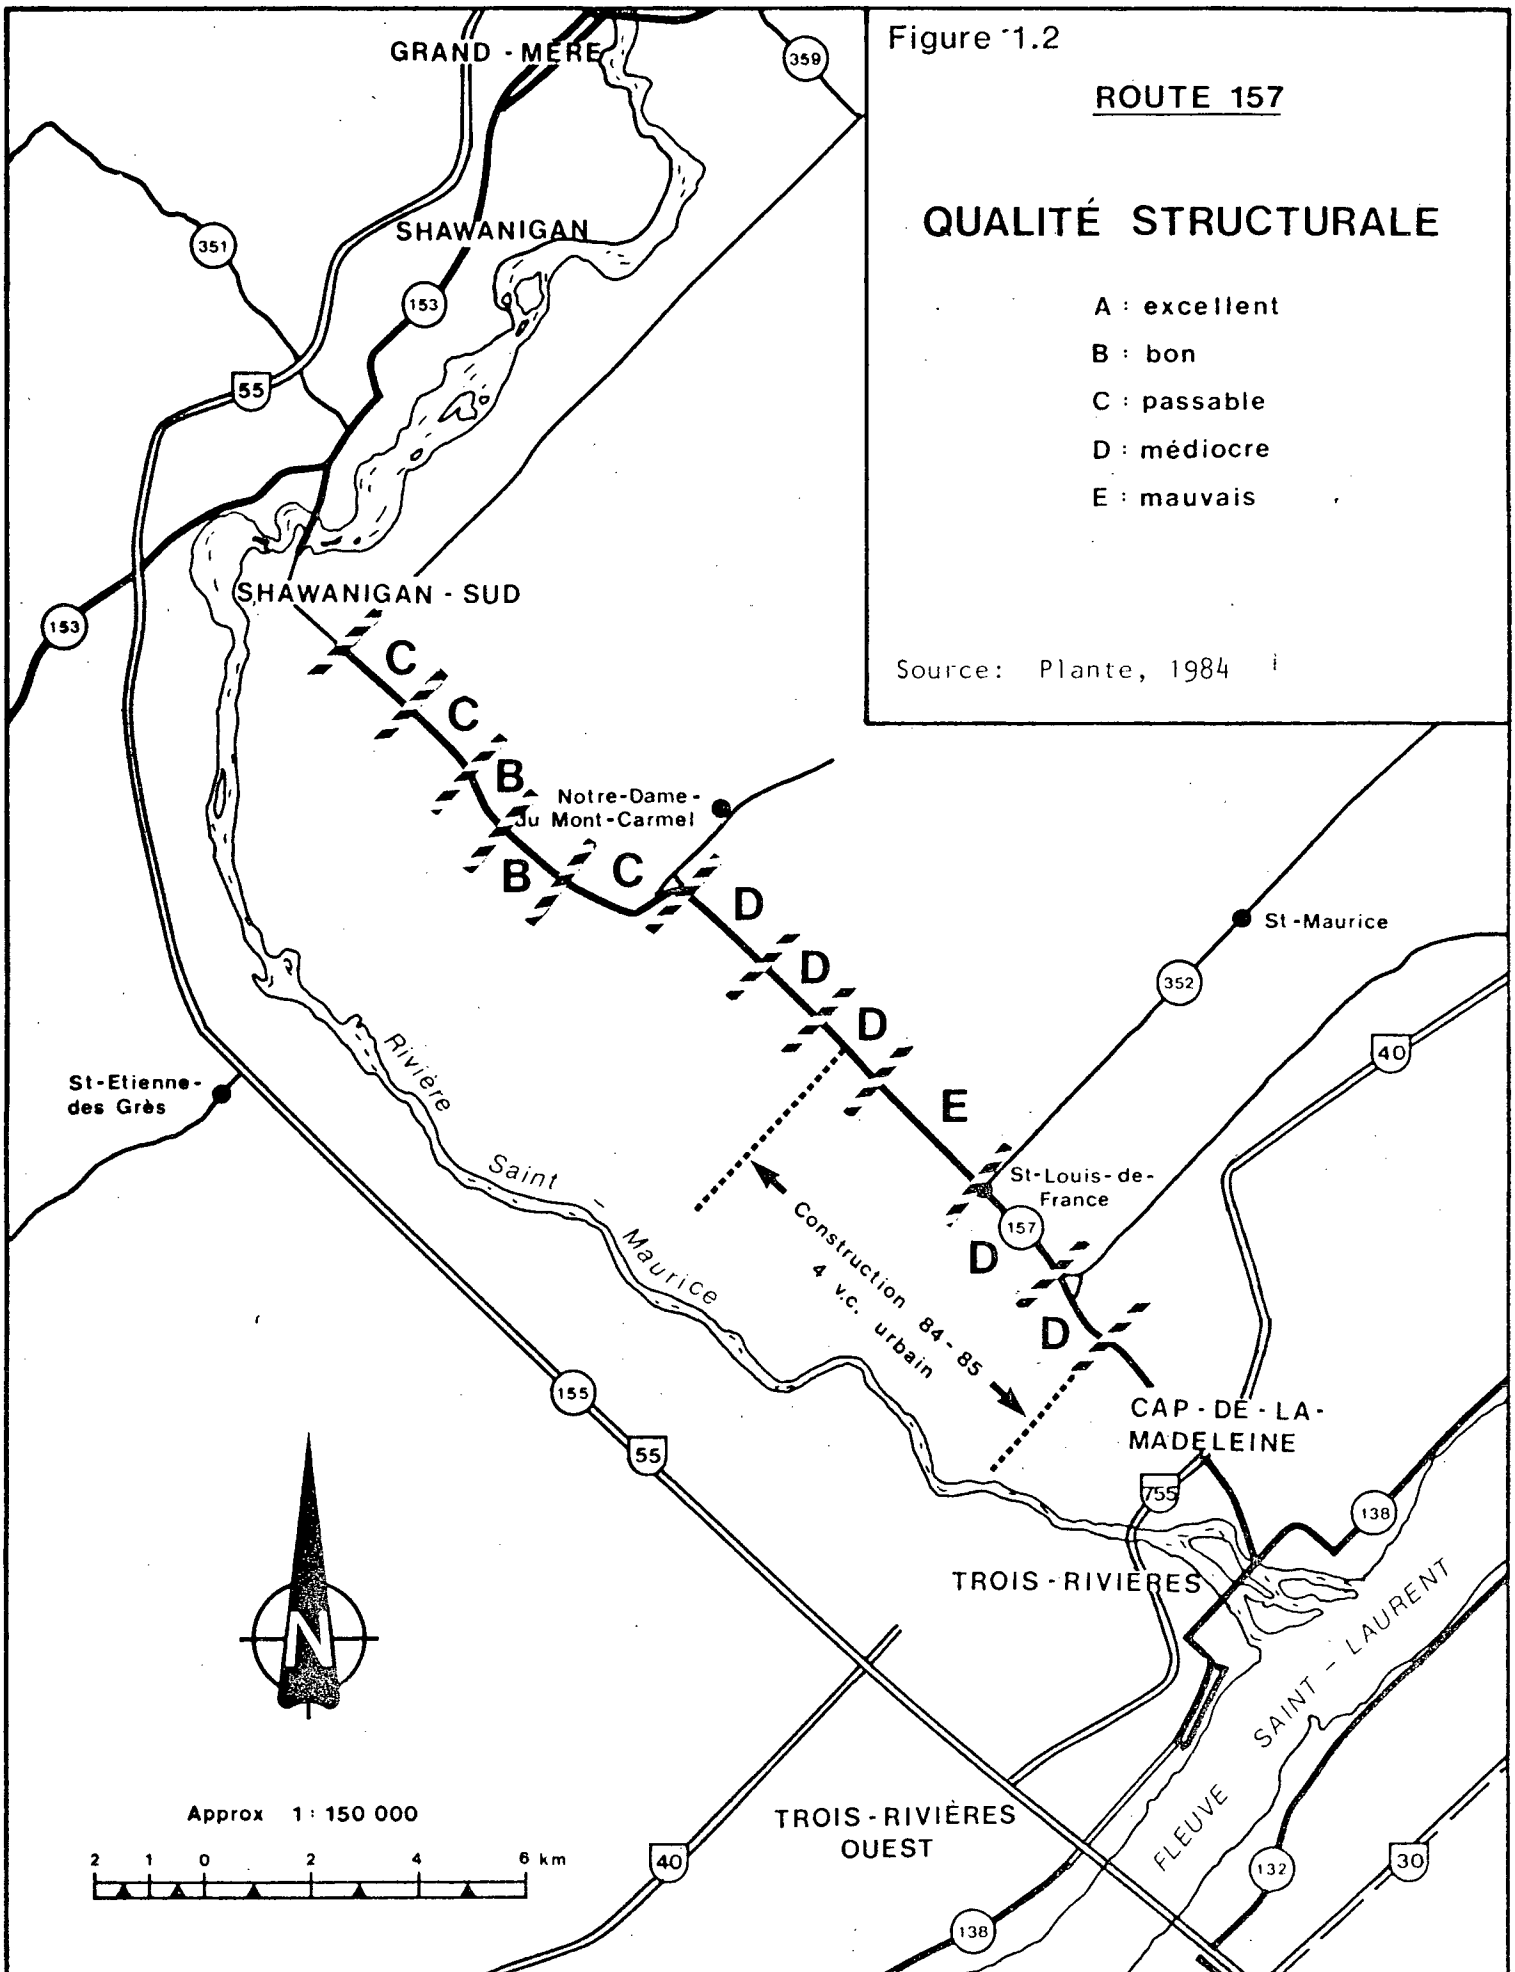 Figure 1.2
ROUTE 157
QUALITÉ STRUCTURALE
A : excellent
B : bon
C : passable
D : médiocre
E : mauvais
Source: Plante, 1984
GRAND - MÈRE
359
SHAWANIGAN
351
153
55
SHAWANIGAN - SUD
153
C
C
B
Notre-Dame-
du Mont-Carmel
B
C
D
D
D
E
St-Maurice
352
40
St-Etienne-
des Grès
Rivière
Saint
-
Maurice
St-Louis-de-
France
157
D
D
Construction 84-85
4 v.c. urbain
155
55
CAP - DE - LA -
MADELEINE
755
138
TROIS - RIVIÈRES
N
FLEUVE SAINT - LAURENT
Approx 1 : 150 000
2 1 0 2 4 6 km
TROIS - RIVIÈRES
OUEST
40
132
30
138